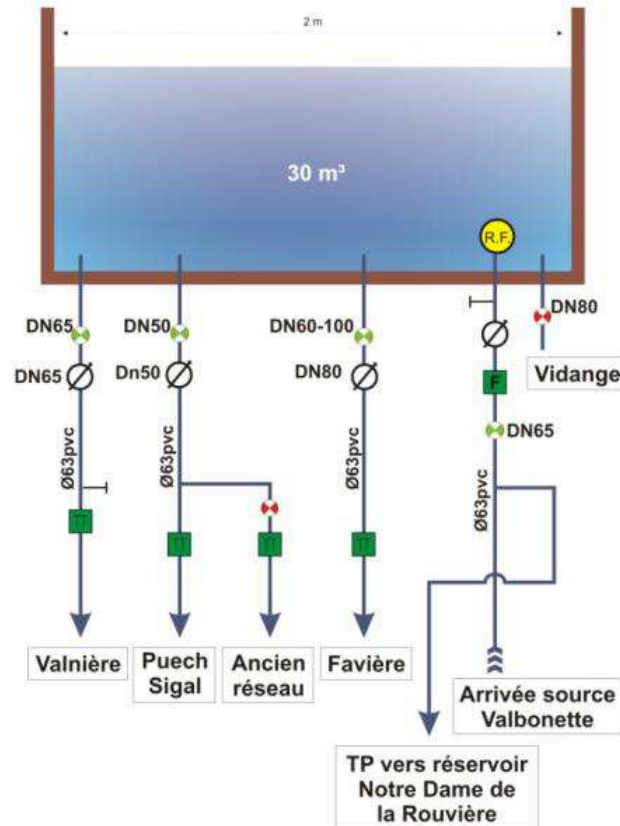 2 m
30 m³
R.F.
DN65
DN50
DN60-100
DN80
Vidange
DN65
Dn50
DN80
F
DN65
Ø63pvc
Ø63pvc
Ø63pvc
Ø63pvc
Valnière
Puech
Sigal
Ancien
réseau
Favière
Arrivée source
Valbonette
TP vers réservoir
Notre Dame de
la Rouvière